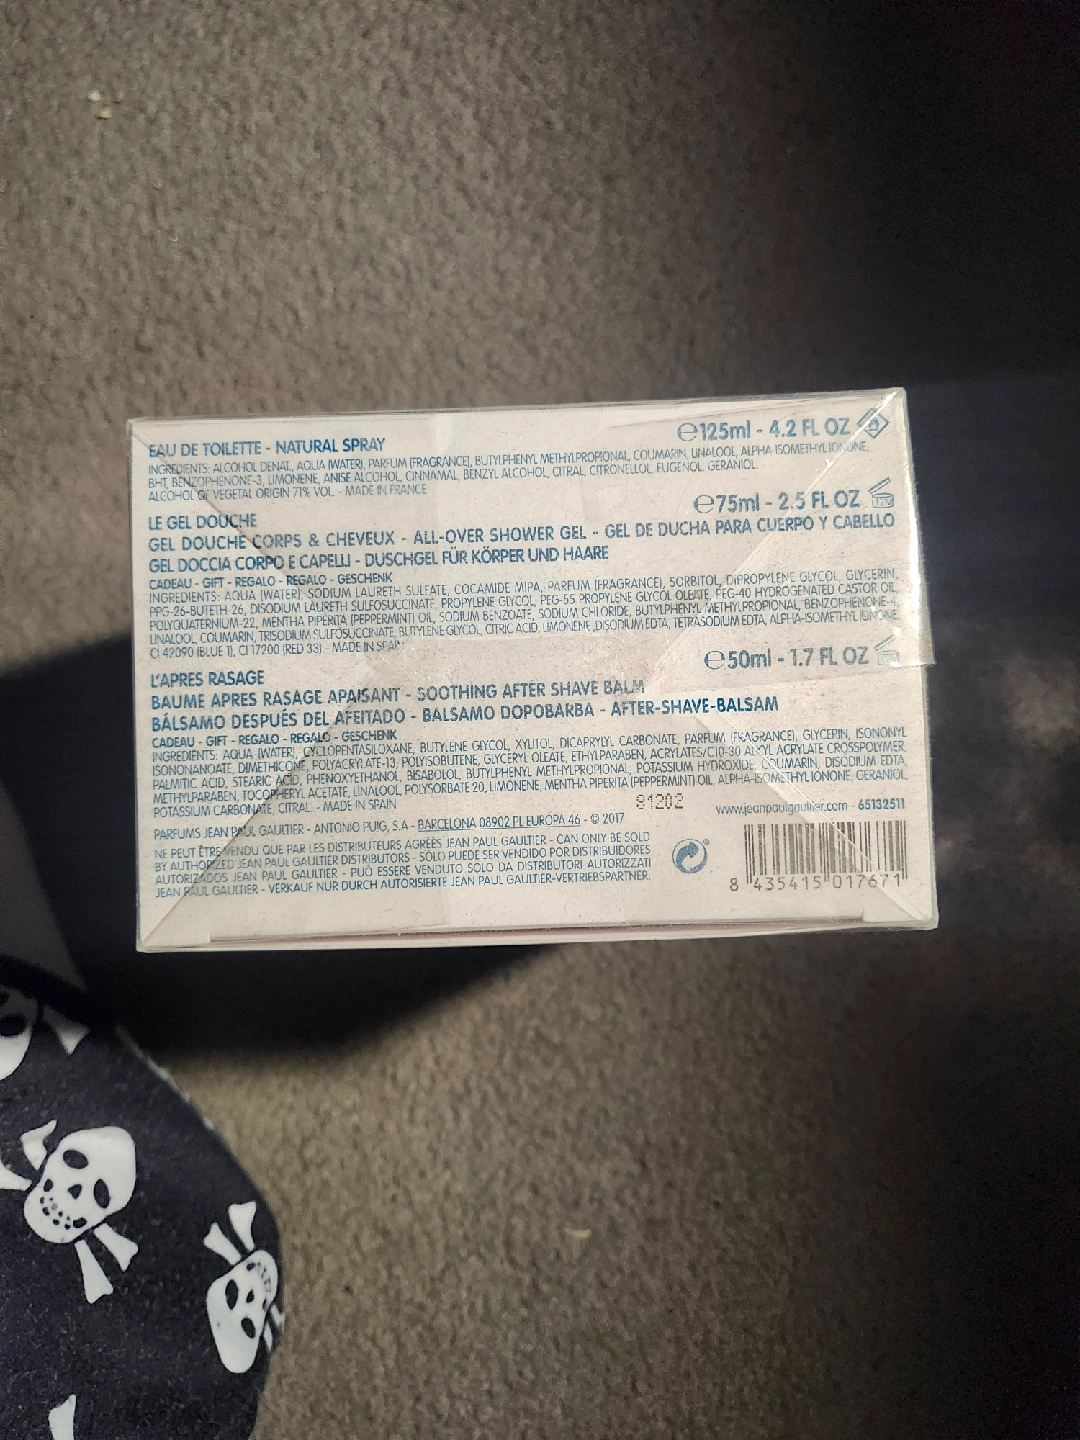 EAU DE TOILETTE - NATURAL SPRAY
℮125ml - 4.2 FL OZ
INGREDIENTS: ALCOHOL DENAT., AQUA (WATER), PARFUM (FRAGRANCE), BUTYLPHENYL METHYLPROPIONAL, COUMARIN, LINALOOL, ALPHA-ISOMETHYL IONONE,
BHT, BENZOPHENONE-3, LIMONENE, ANISE ALCOHOL, CINNAMAL, BENZYL ALCOHOL, CITRAL, CITRONELLOL, EUGENOL, GERANIOL.
ALCOHOL OF VEGETAL ORIGIN 71% VOL - MADE IN FRANCE
℮75ml - 2.5 FL OZ
12M
LE GEL DOUCHE
GEL DOUCHE CORPS & CHEVEUX - ALL-OVER SHOWER GEL - GEL DE DUCHA PARA CUERPO Y CABELLO
GEL DOCCIA CORPO E CAPELLI - DUSCHGEL FÜR KÖRPER UND HAARE
CADEAU - GIFT - REGALO - REGALO - GESCHENK
INGREDIENTS: AQUA (WATER), SODIUM LAURETH SULFATE, COCAMIDE MIPA, PARFUM (FRAGRANCE), SORBITOL, DIPROPYLENE GLYCOL, GLYCERIN,
PPG-26-BUTETH-26, DISODIUM LAURETH SULFOSUCCINATE, PROPYLENE GLYCOL, PEG-55 PROPYLENE GLYCOL OLEATE, PEG-40 HYDROGENATED CASTOR OIL,
POLYQUATERNIUM-22, MENTHA PIPERITA (PEPPERMINT) OIL, SODIUM BENZOATE, SODIUM CHLORIDE, BUTYLPHENYL METHYLPROPIONAL, BENZOPHENONE-4,
LINALOOL, COUMARIN, TRISODIUM SULFOSUCCINATE, BUTYLENE GLYCOL, CITRIC ACID, LIMONENE, DISODIUM EDTA, TETRASODIUM EDTA, ALPHA-ISOMETHYL IONONE,
CI 42090 (BLUE 1), CI 17200 (RED 33) - MADE IN SPAIN
℮50ml - 1.7 FL OZ
L'APRES RASAGE
BAUME APRES RASAGE APAISANT - SOOTHING AFTER SHAVE BALM
BÁLSAMO DESPUÉS DEL AFEITADO - BALSAMO DOPOBARBA - AFTER-SHAVE-BALSAM
CADEAU - GIFT - REGALO - REGALO - GESCHENK
INGREDIENTS: AQUA (WATER), CYCLOPENTASILOXANE, BUTYLENE GLYCOL, XYLITOL, DICAPRYLYL CARBONATE, PARFUM (FRAGRANCE), GLYCERIN, ISONONYL
ISONONANOATE, DIMETHICONE, POLYACRYLATE-13, POLYISOBUTENE, GLYCERYL OLEATE, ETHYLPARABEN, ACRYLATES/C10-30 ALKYL ACRYLATE CROSSPOLYMER,
PALMITIC ACID, STEARIC ACID, PHENOXYETHANOL, BISABOLOL, BUTYLPHENYL METHYLPROPIONAL, POTASSIUM HYDROXIDE, COUMARIN, DISODIUM EDTA,
METHYLPARABEN, TOCOPHERYL ACETATE, LINALOOL, POLYSORBATE 20, LIMONENE, MENTHA PIPERITA (PEPPERMINT) OIL, ALPHA-ISOMETHYL IONONE, GERANIOL,
POTASSIUM CARBONATE, CITRAL. - MADE IN SPAIN
81202
www.jeanpaulgaultier.com - 65132511
PARFUMS JEAN PAUL GAULTIER - ANTONIO PUIG, S.A - BARCELONA 08902 PL EUROPA 46 - © 2017
NE PEUT ÊTRE VENDU QUE PAR LES DISTRIBUTEURS AGREES JEAN PAUL GAULTIER - CAN ONLY BE SOLD
BY AUTHORIZED JEAN PAUL GAULTIER DISTRIBUTORS - SÓLO PUEDE SER VENDIDO POR DISTRIBUIDORES
AUTORIZADOS JEAN PAUL GAULTIER - PUÒ ESSERE VENDUTO SOLO DA DISTRIBUTORI AUTORIZZATI
JEAN PAUL GAULTIER - VERKAUF NUR DURCH AUTORISIERTE JEAN PAUL GAULTIER-VERTRIEBSPARTNER.
8 435415 017671